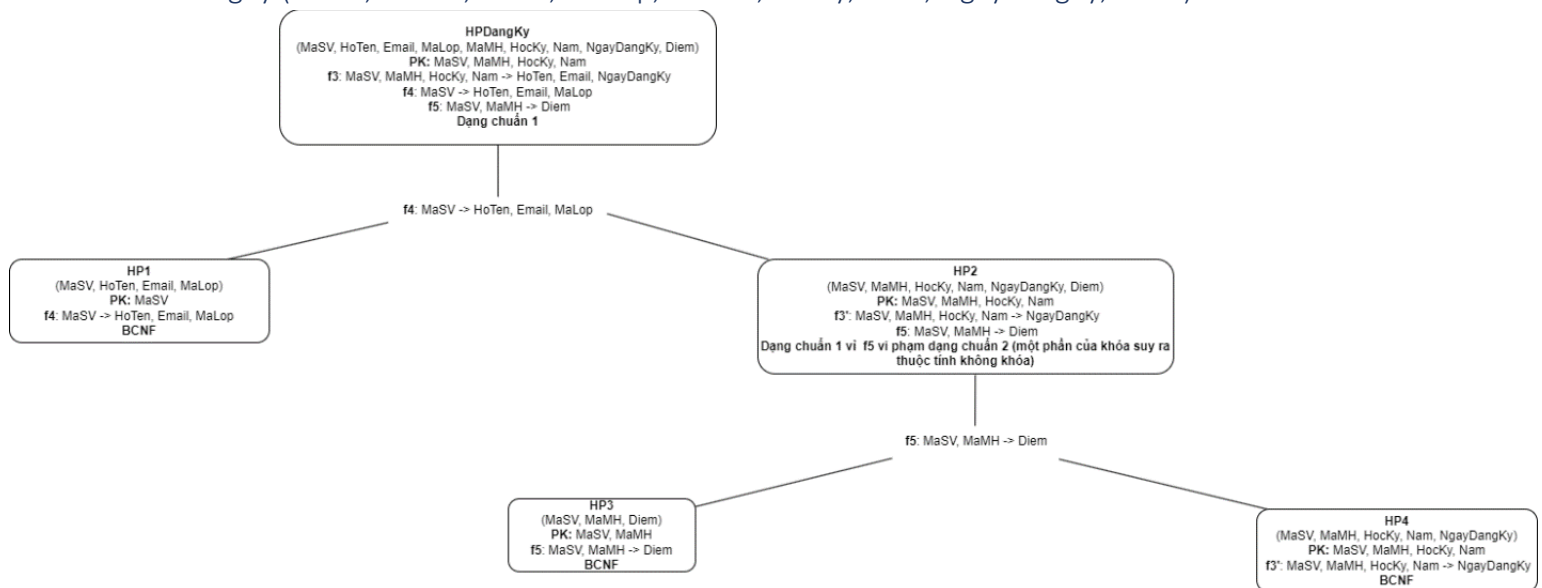 HPDangKy
(MaSV, HoTen, Email, MaLop, MaMH, HocKy, Nam, NgayDangKy, Diem)
PK: MaSV, MaMH, HocKy, Nam
f3: MaSV, MaMH, HocKy, Nam -> HoTen, Email, NgayDangKy
f4: MaSV -> HoTen, Email, MaLop
f5: MaSV, MaMH -> Diem
Dạng chuẩn 1
f4: MaSV -> HoTen, Email, MaLop
HP1
(MaSV, HoTen, Email, MaLop)
PK: MaSV
f4: MaSV -> HoTen, Email, MaLop
BCNF
HP2
(MaSV, MaMH, HocKy, Nam, NgayDangKy, Diem)
PK: MaSV, MaMH, HocKy, Nam
f3": MaSV, MaMH, HocKy, Nam -> NgayDangKy
f5: MaSV, MaMH -> Diem
Dạng chuẩn 1 vì f5 vi phạm dạng chuẩn 2 (một phần của khóa suy ra
thuộc tính không khóa)
f5: MaSV, MaMH -> Diem
HP3
(MaSV, MaMH, Diem)
PK: MaSV, MaMH
f5: MaSV, MaMH -> Diem
BCNF
HP4
(MaSV, MaMH, HocKy, Nam, NgayDangKy)
PK: MaSV, MaMH, HocKy, Nam
f3": MaSV, MaMH, HocKy, Nam -> NgayDangKy
BCNF